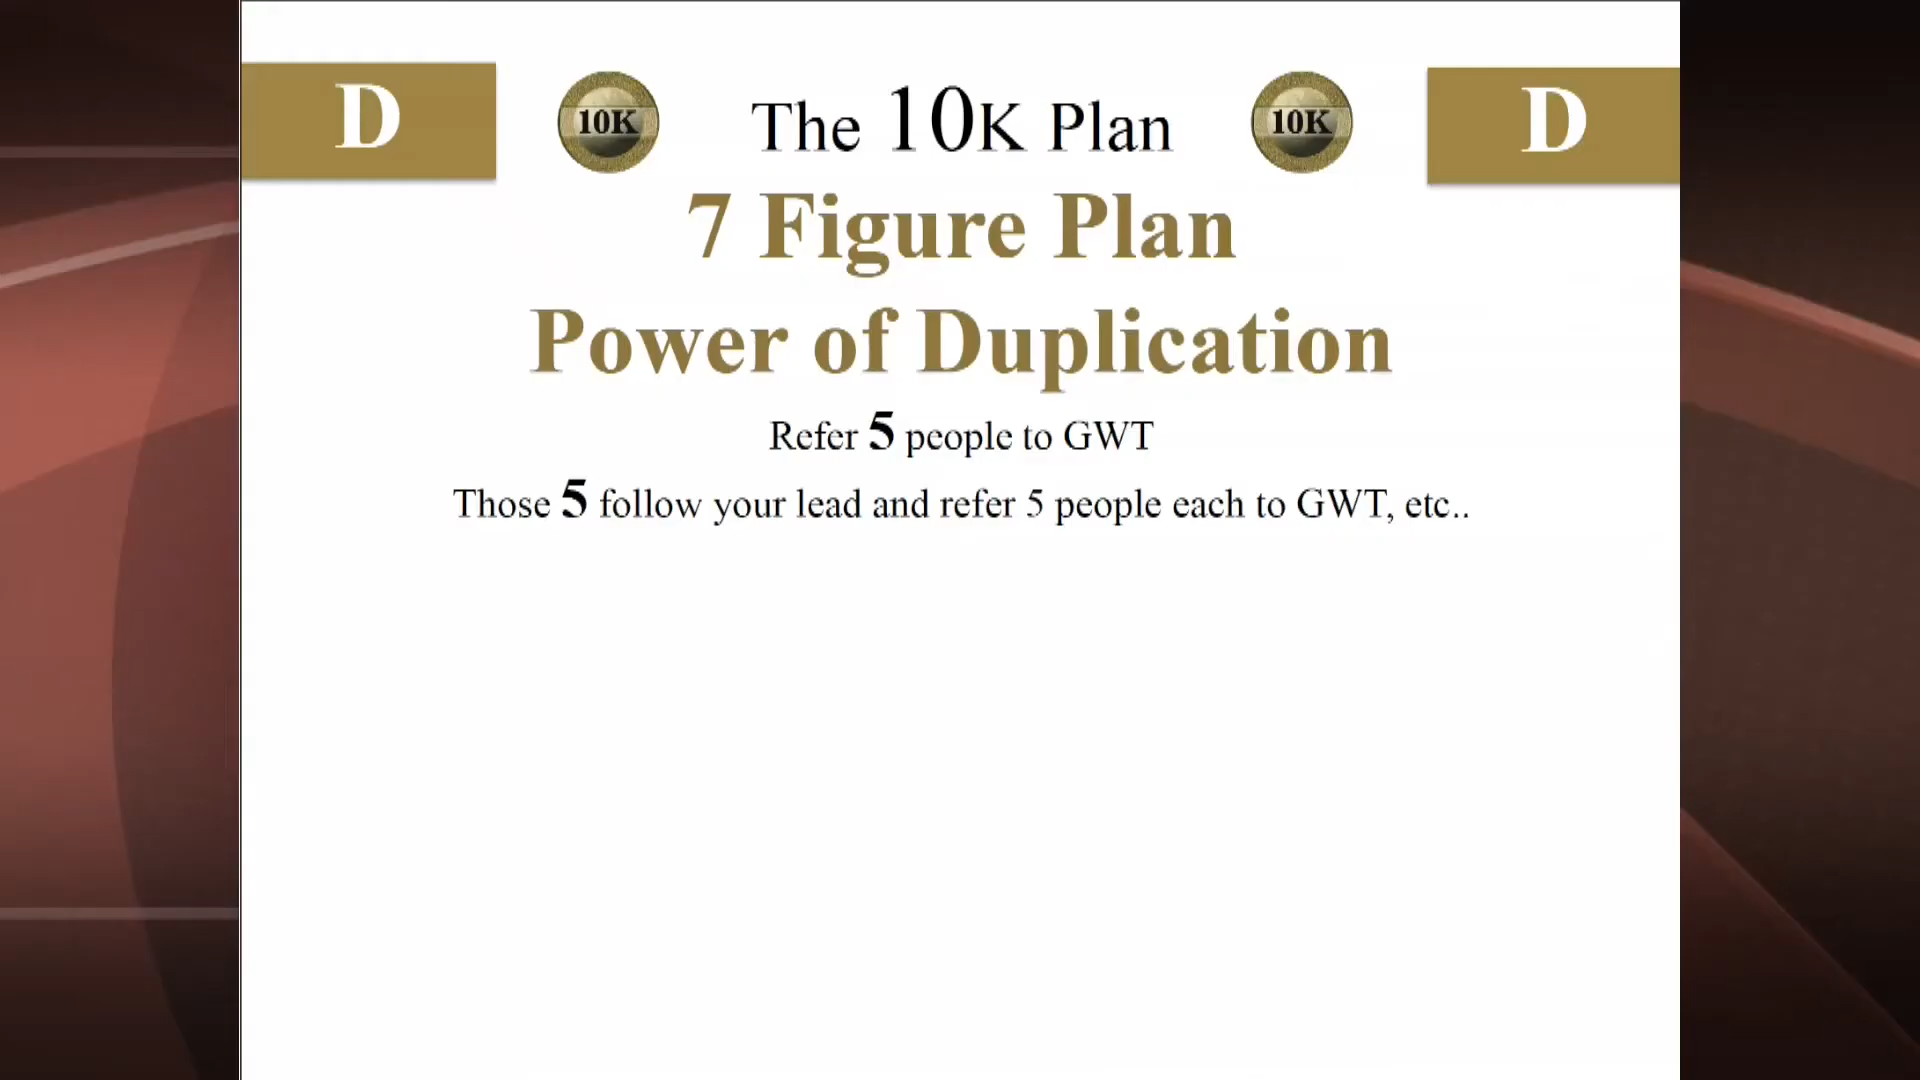 D 10K The 10K Plan 10K D
7 Figure Plan
Power of Duplication
Refer 5 people to GWT
Those 5 follow your lead and refer 5 people each to GWT, etc..